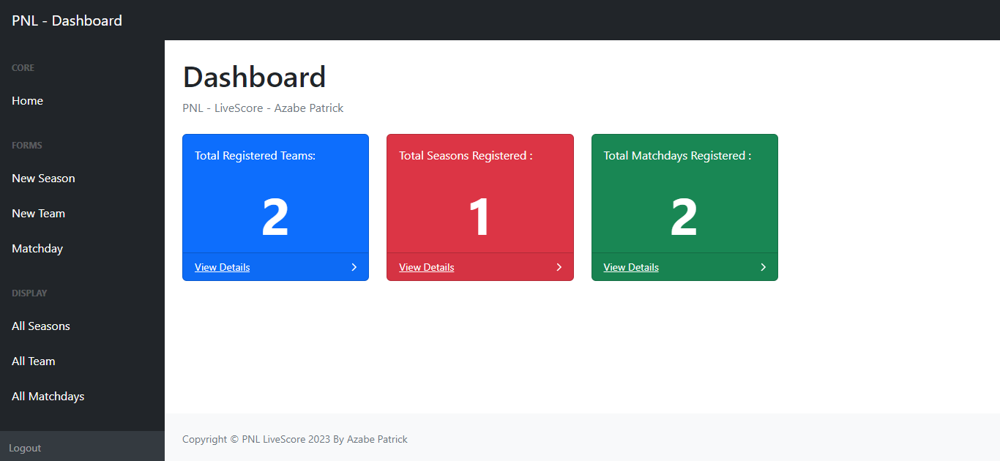 PNL - Dashboard
CORE
Home
FORMS
New Season
New Team
Matchday
DISPLAY
All Seasons
All Team
All Matchdays
Logout
Dashboard
PNL - LiveScore - Azabe Patrick
Total Registered Teams:
2
View Details
Total Seasons Registered :
1
View Details
Total Matchdays Registered :
2
View Details
Copyright © PNL LiveScore 2023 By Azabe Patrick